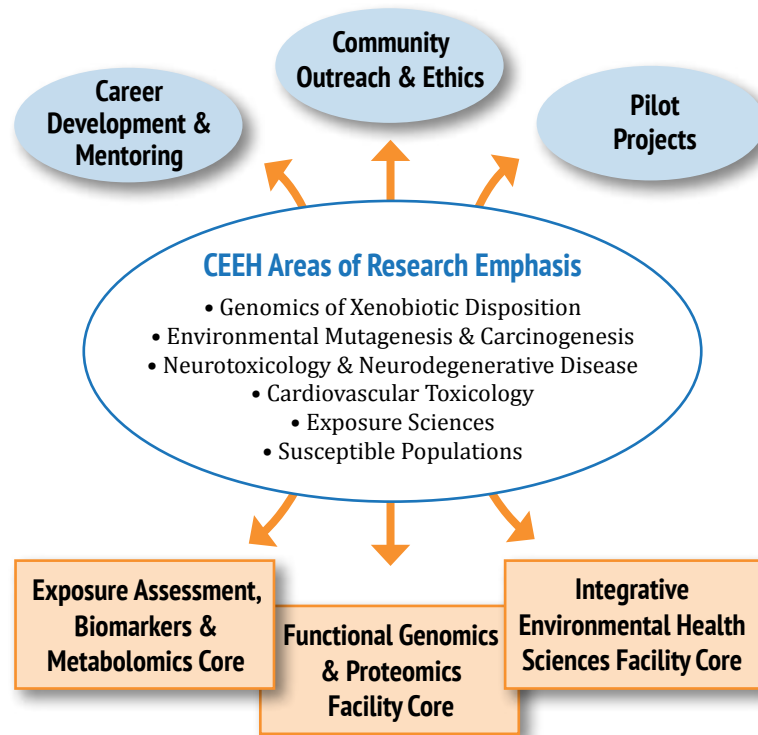 Community
Outreach & Ethics
Career
Development &
Mentoring
Pilot
Projects
CEEH Areas of Research Emphasis
• Genomics of Xenobiotic Disposition
• Environmental Mutagenesis & Carcinogenesis
• Neurotoxicology & Neurodegenerative Disease
• Cardiovascular Toxicology
• Exposure Sciences
• Susceptible Populations
Exposure Assessment,
Biomarkers &
Metabolomics Core
Functional Genomics
& Proteomics
Facility Core
Integrative
Environmental Health
Sciences Facility Core